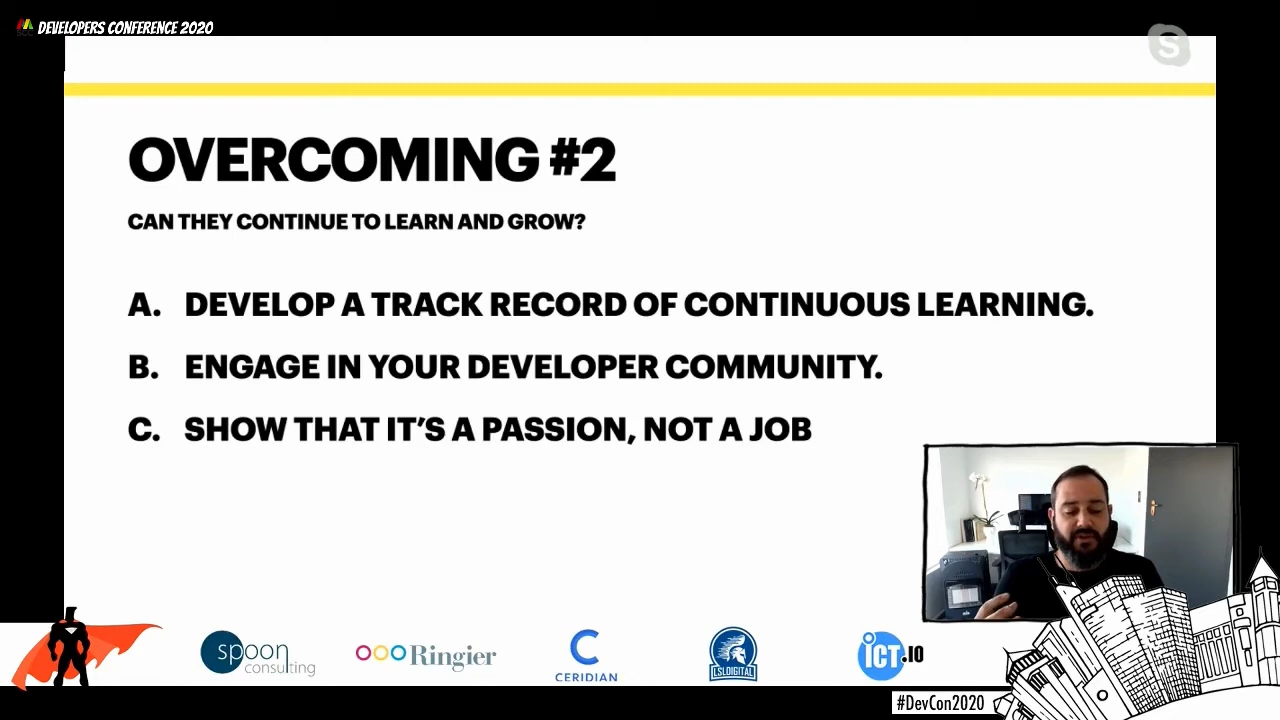 DEVELOPERS CONFERENCE 2020
S
OVERCOMING #2
CAN THEY CONTINUE TO LEARN AND GROW?
A. DEVELOP A TRACK RECORD OF CONTINUOUS LEARNING.
B. ENGAGE IN YOUR DEVELOPER COMMUNITY.
C. SHOW THAT IT'S A PASSION, NOT A JOB
spoon
consulting
Ringier
CERIDIAN
LSLDIGITAL
iCT.IO
#DevCon2020